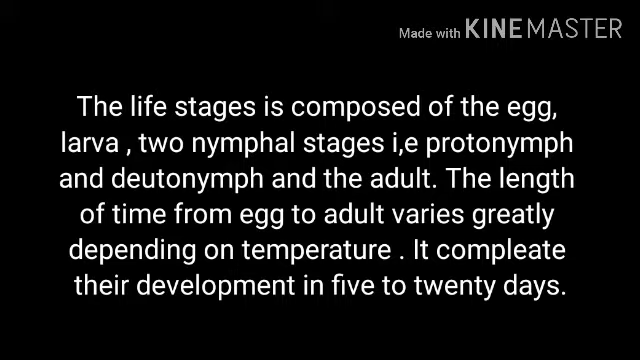 Made with KINEMASTER
The life stages is composed of the egg,
larva , two nymphal stages i,e protonymph
and deutonymph and the adult. The length
of time from egg to adult varies greatly
depending on temperature . It compleate
their development in five to twenty days.